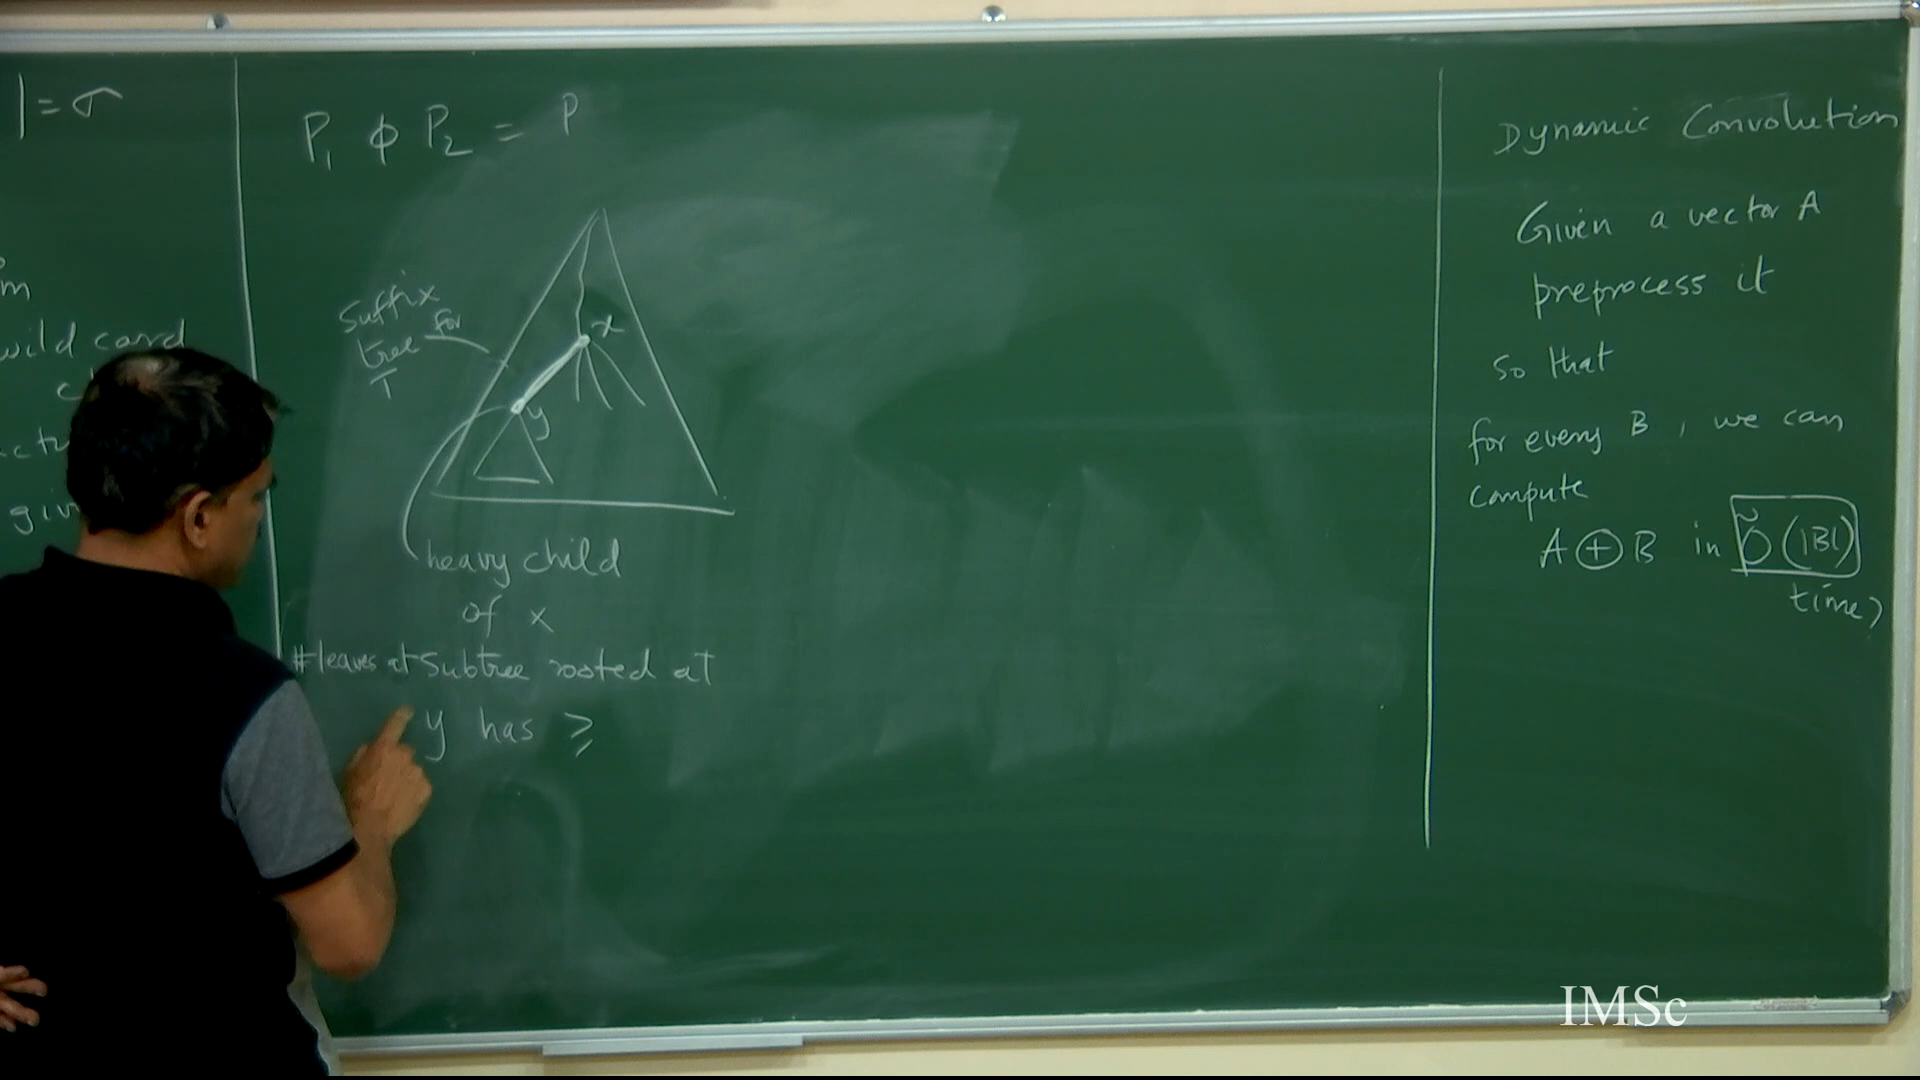 | = σ
m
wild card
giv
P₁ ϕ P₂ = P
Suffix
tree for
T
x
y
heavy child
of x
# leaves at subtree rooted at
y has ≥
Dynamic Convolution
Given a vector A
preprocess it
so that
for every B, we can
compute
A ⊕ B in Õ(|B|)
time)
IMSc